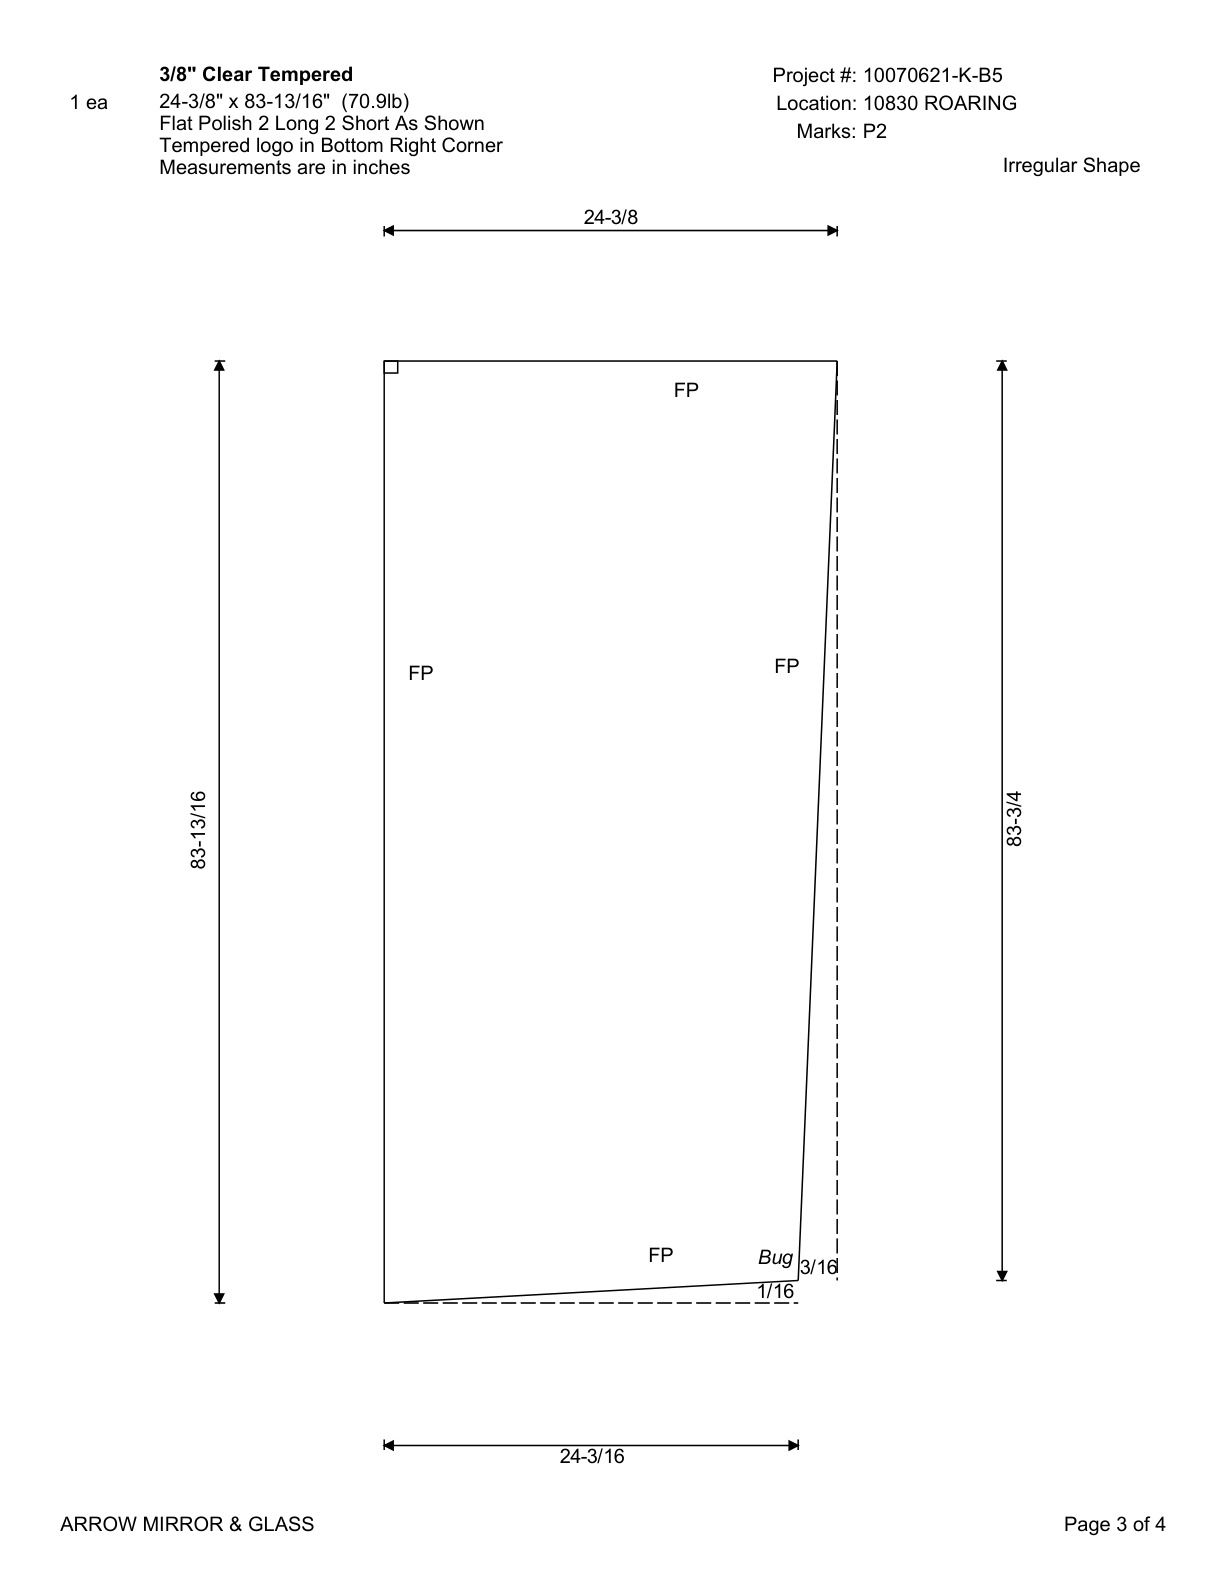 3/8" Clear Tempered
Project #: 10070621-K-B5
1 ea
24-3/8" x 83-13/16" (70.9lb)
Location: 10830 ROARING
Flat Polish 2 Long 2 Short As Shown
Marks: P2
Tempered logo in Bottom Right Corner
Measurements are in inches
Irregular Shape
24-3/8
FP
FP
FP
83-13/16
83-3/4
FP
Bug
3/16
1/16
24-3/16
ARROW MIRROR & GLASS
Page 3 of 4